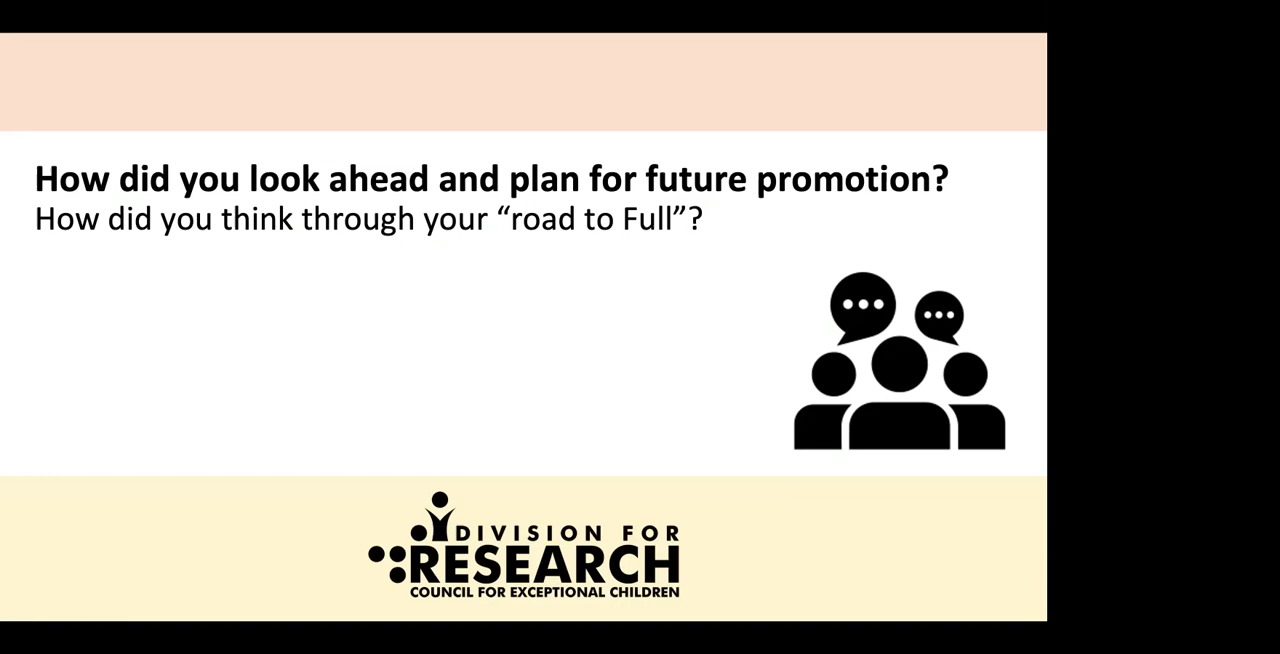 How did you look ahead and plan for future promotion?
How did you think through your “road to Full”?
DIVISION FOR
RESEARCH
COUNCIL FOR EXCEPTIONAL CHILDREN